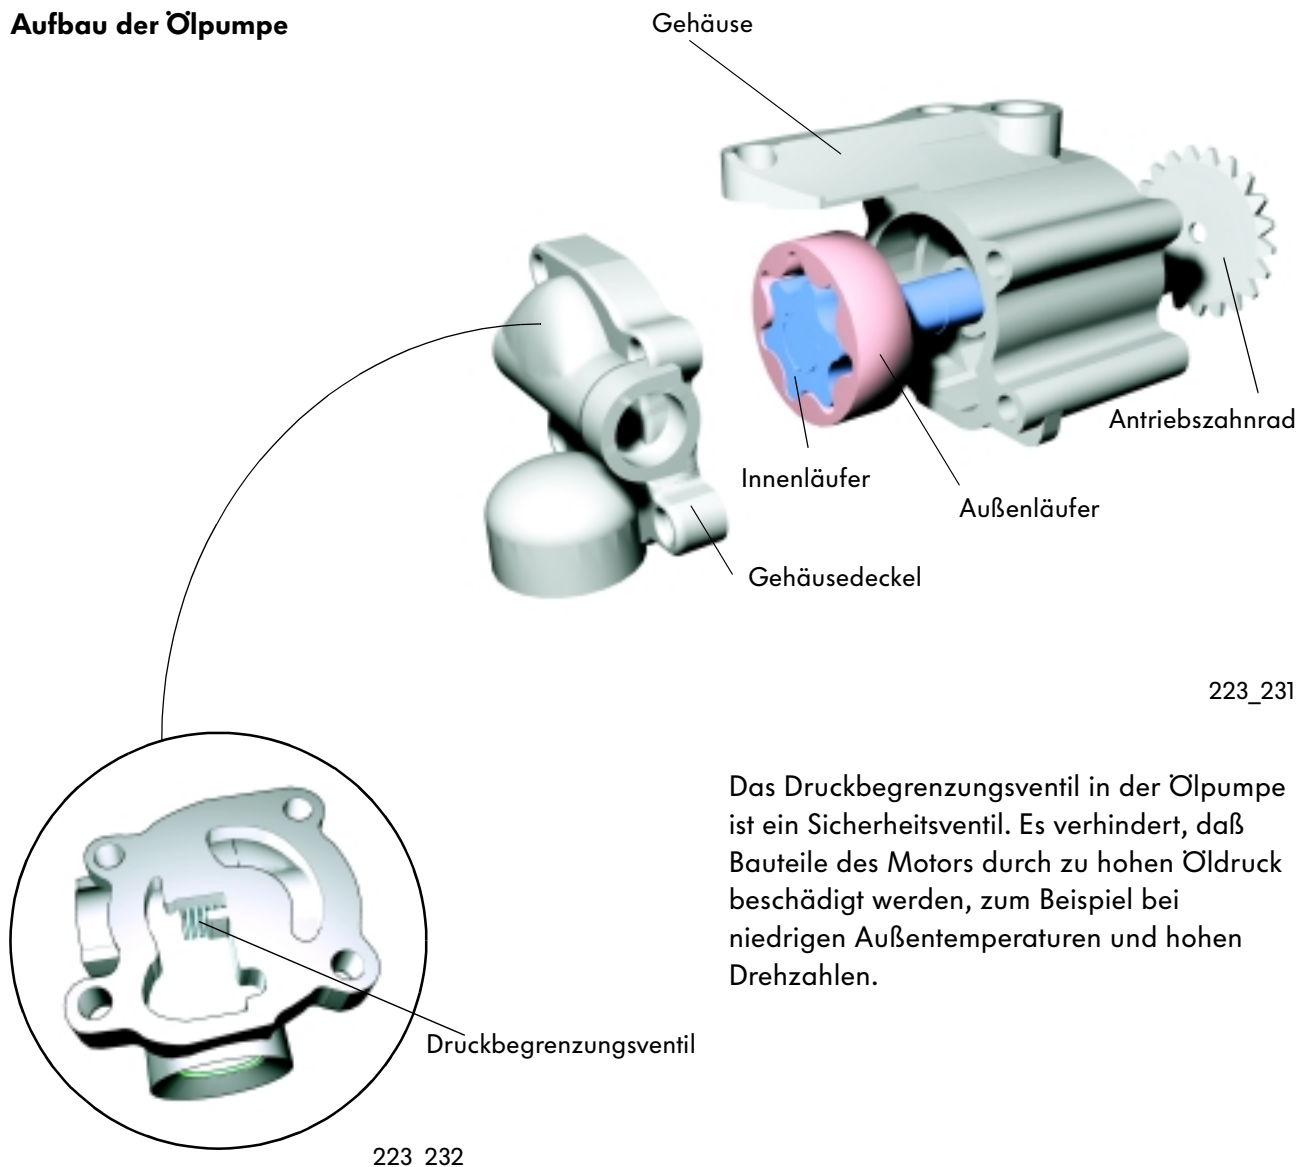 Aufbau der Ölpumpe
Gehäuse
Antriebszahnrad
Innenläufer
Außenläufer
Gehäusedeckel
223_231
Das Druckbegrenzungsventil in der Ölpumpe
ist ein Sicherheitsventil. Es verhindert, daß
Bauteile des Motors durch zu hohen Öldruck
beschädigt werden, zum Beispiel bei
niedrigen Außentemperaturen und hohen
Drehzahlen.
Druckbegrenzungsventil
223 232